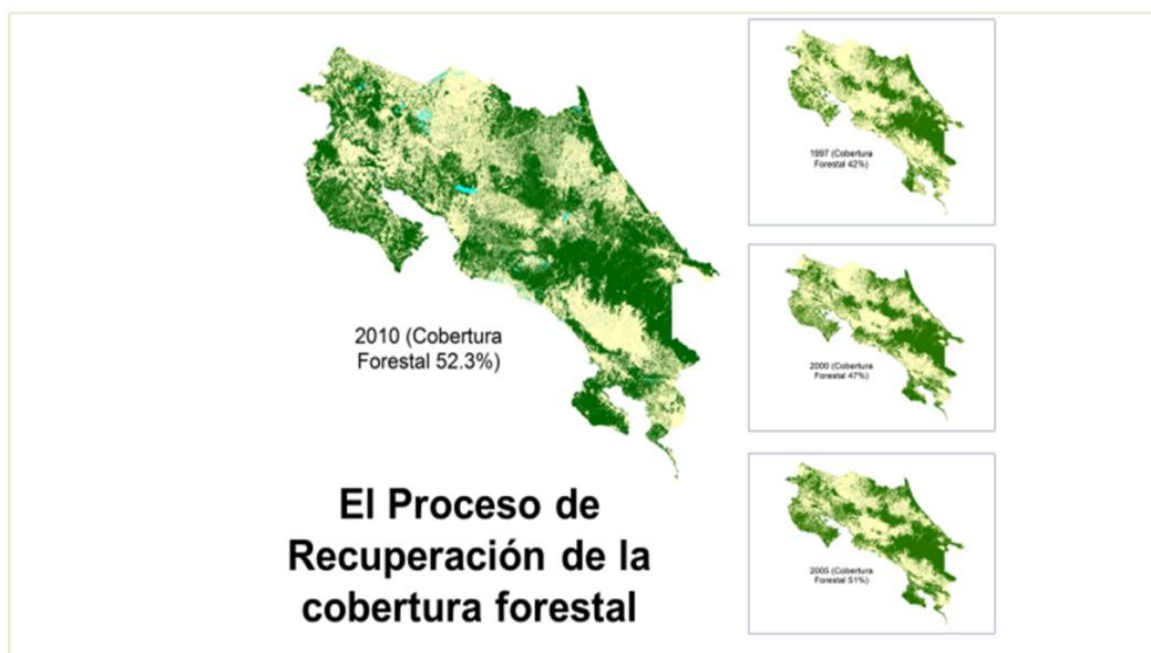 2010 (Cobertura
Forestal 52.3%)
El Proceso de
Recuperación de la
cobertura forestal
1997 (Cobertura
Forestal 42%)
2000 (Cobertura
Forestal 47%)
2005 (Cobertura
Forestal 51%)